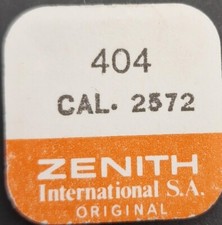 404
CAL. 2572
ZENITH
International S.A.
ORIGINAL